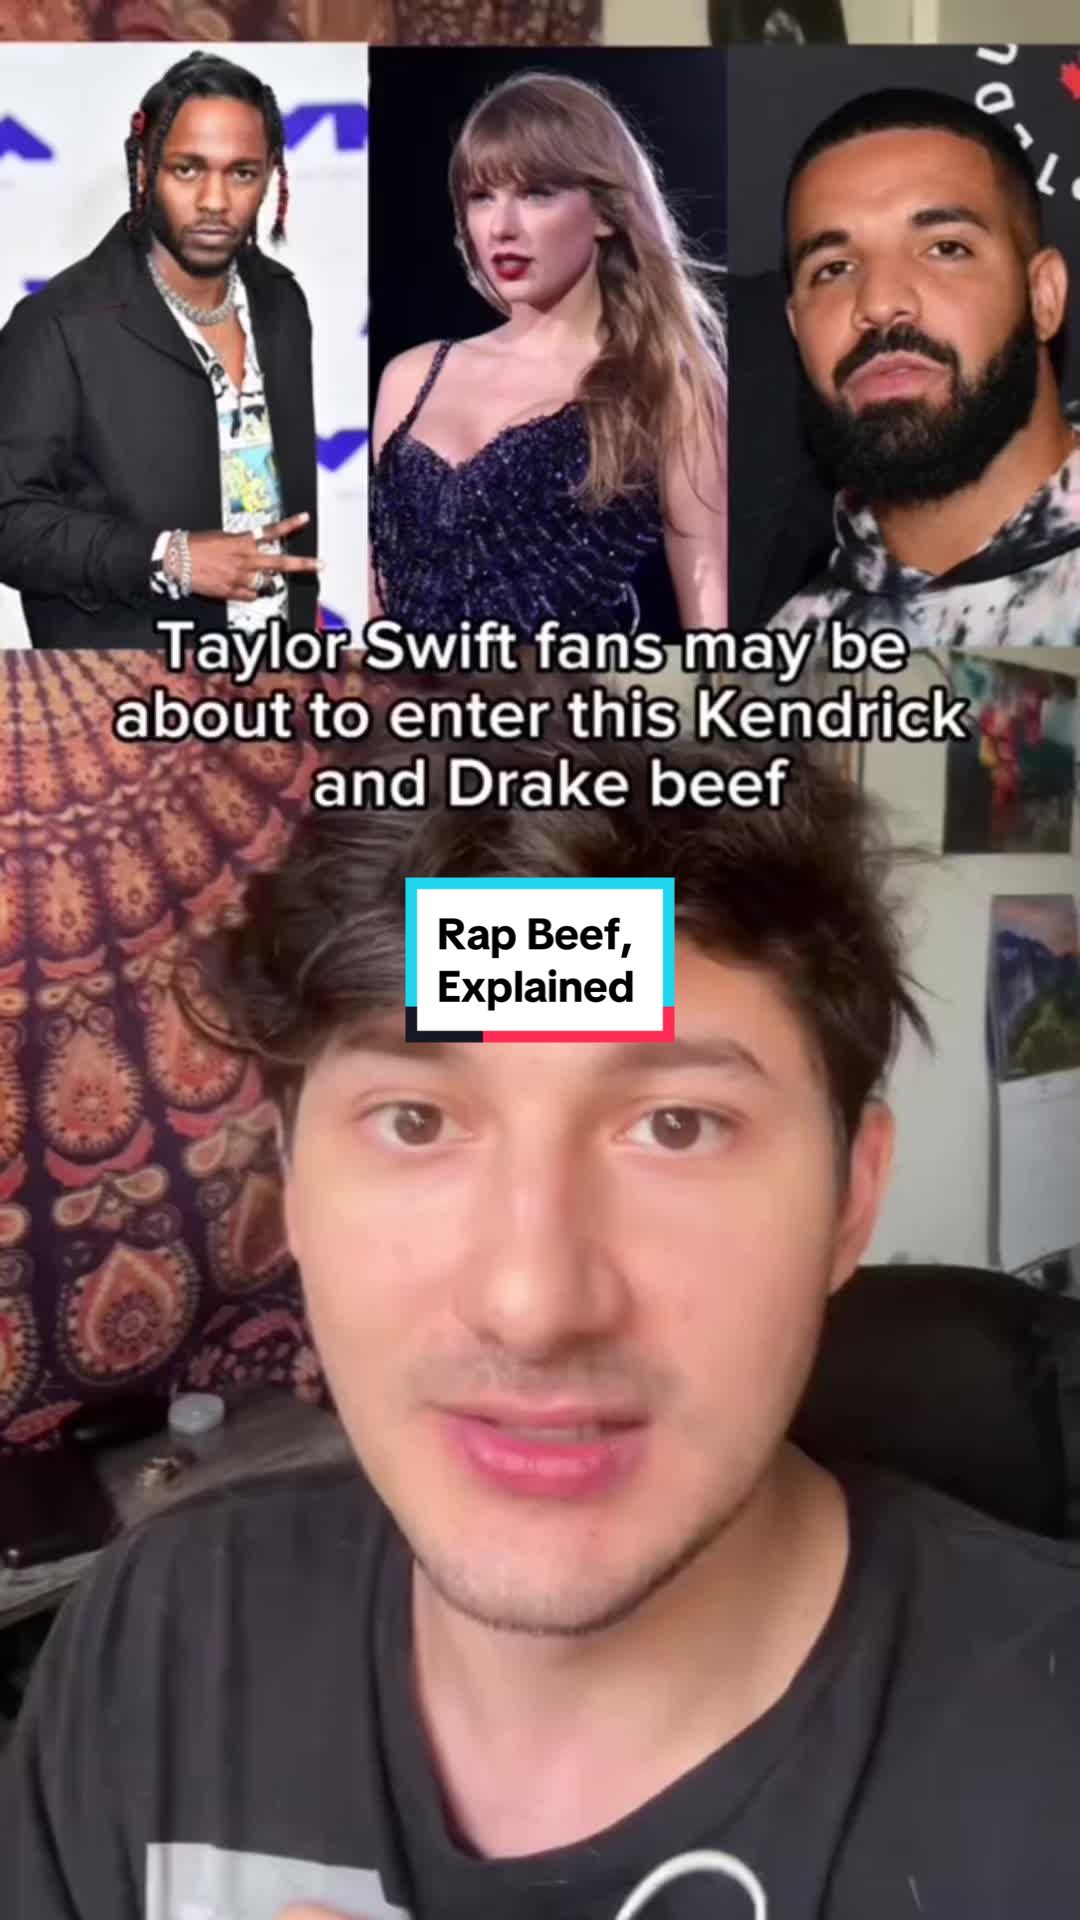 Taylor Swift fans may be
about to enter this Kendrick
and Drake beef
Rap Beef,
Explained